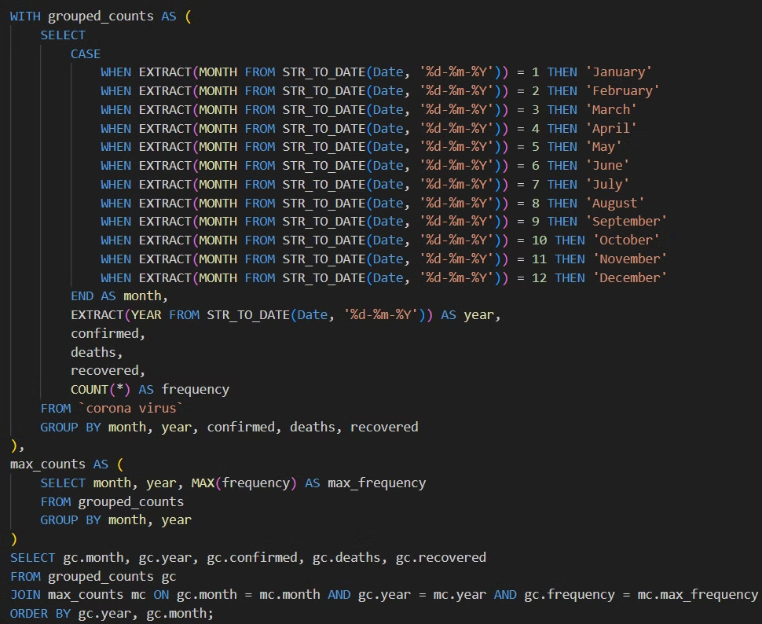 WITH grouped_counts AS (
    SELECT
        CASE
            WHEN EXTRACT(MONTH FROM STR_TO_DATE(Date, '%d-%m-%Y')) = 1 THEN 'January'
            WHEN EXTRACT(MONTH FROM STR_TO_DATE(Date, '%d-%m-%Y')) = 2 THEN 'February'
            WHEN EXTRACT(MONTH FROM STR_TO_DATE(Date, '%d-%m-%Y')) = 3 THEN 'March'
            WHEN EXTRACT(MONTH FROM STR_TO_DATE(Date, '%d-%m-%Y')) = 4 THEN 'April'
            WHEN EXTRACT(MONTH FROM STR_TO_DATE(Date, '%d-%m-%Y')) = 5 THEN 'May'
            WHEN EXTRACT(MONTH FROM STR_TO_DATE(Date, '%d-%m-%Y')) = 6 THEN 'June'
            WHEN EXTRACT(MONTH FROM STR_TO_DATE(Date, '%d-%m-%Y')) = 7 THEN 'July'
            WHEN EXTRACT(MONTH FROM STR_TO_DATE(Date, '%d-%m-%Y')) = 8 THEN 'August'
            WHEN EXTRACT(MONTH FROM STR_TO_DATE(Date, '%d-%m-%Y')) = 9 THEN 'September'
            WHEN EXTRACT(MONTH FROM STR_TO_DATE(Date, '%d-%m-%Y')) = 10 THEN 'October'
            WHEN EXTRACT(MONTH FROM STR_TO_DATE(Date, '%d-%m-%Y')) = 11 THEN 'November'
            WHEN EXTRACT(MONTH FROM STR_TO_DATE(Date, '%d-%m-%Y')) = 12 THEN 'December'
        END AS month,
        EXTRACT(YEAR FROM STR_TO_DATE(Date, '%d-%m-%Y')) AS year,
        confirmed,
        deaths,
        recovered,
        COUNT(*) AS frequency
    FROM `corona virus`
    GROUP BY month, year, confirmed, deaths, recovered
),
max_counts AS (
    SELECT month, year, MAX(frequency) AS max_frequency
    FROM grouped_counts
    GROUP BY month, year
)
SELECT gc.month, gc.year, gc.confirmed, gc.deaths, gc.recovered
FROM grouped_counts gc
JOIN max_counts mc ON gc.month = mc.month AND gc.year = mc.year AND gc.frequency = mc.max_frequency
ORDER BY gc.year, gc.month;